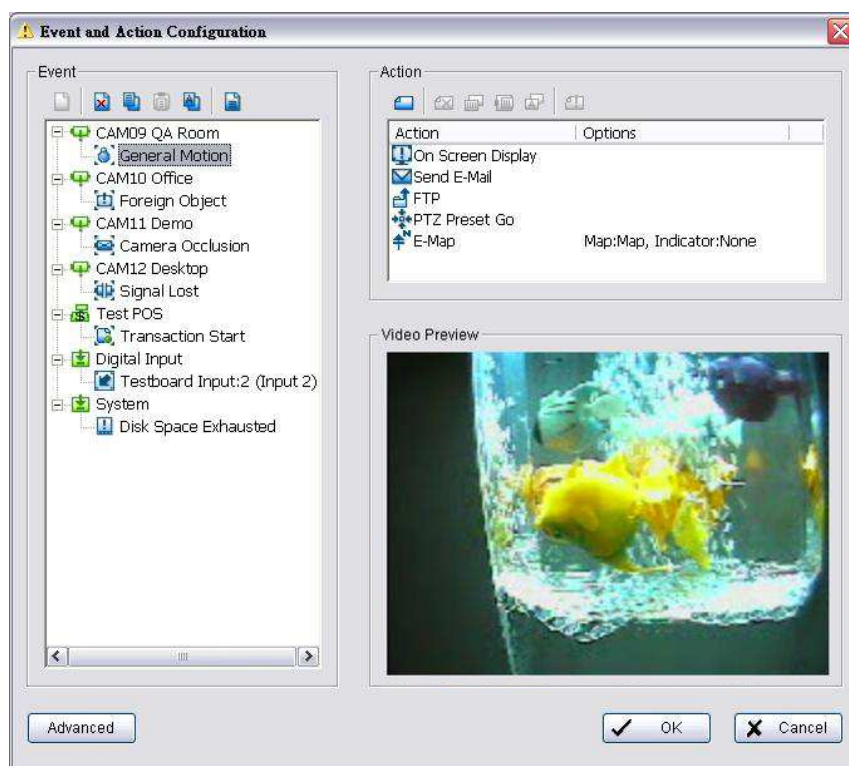 Event and Action Configuration
Event
CAM09 QA Room
General Motion
CAM10 Office
Foreign Object
CAM11 Demo
Camera Occlusion
CAM12 Desktop
Signal Lost
Test POS
Transaction Start
Digital Input
Testboard Input:2 (Input 2)
System
Disk Space Exhausted
Action
Action Options
On Screen Display
Send E-Mail
FTP
PTZ Preset Go
E-Map Map:Map, Indicator:None
Video Preview
Advanced
OK
Cancel